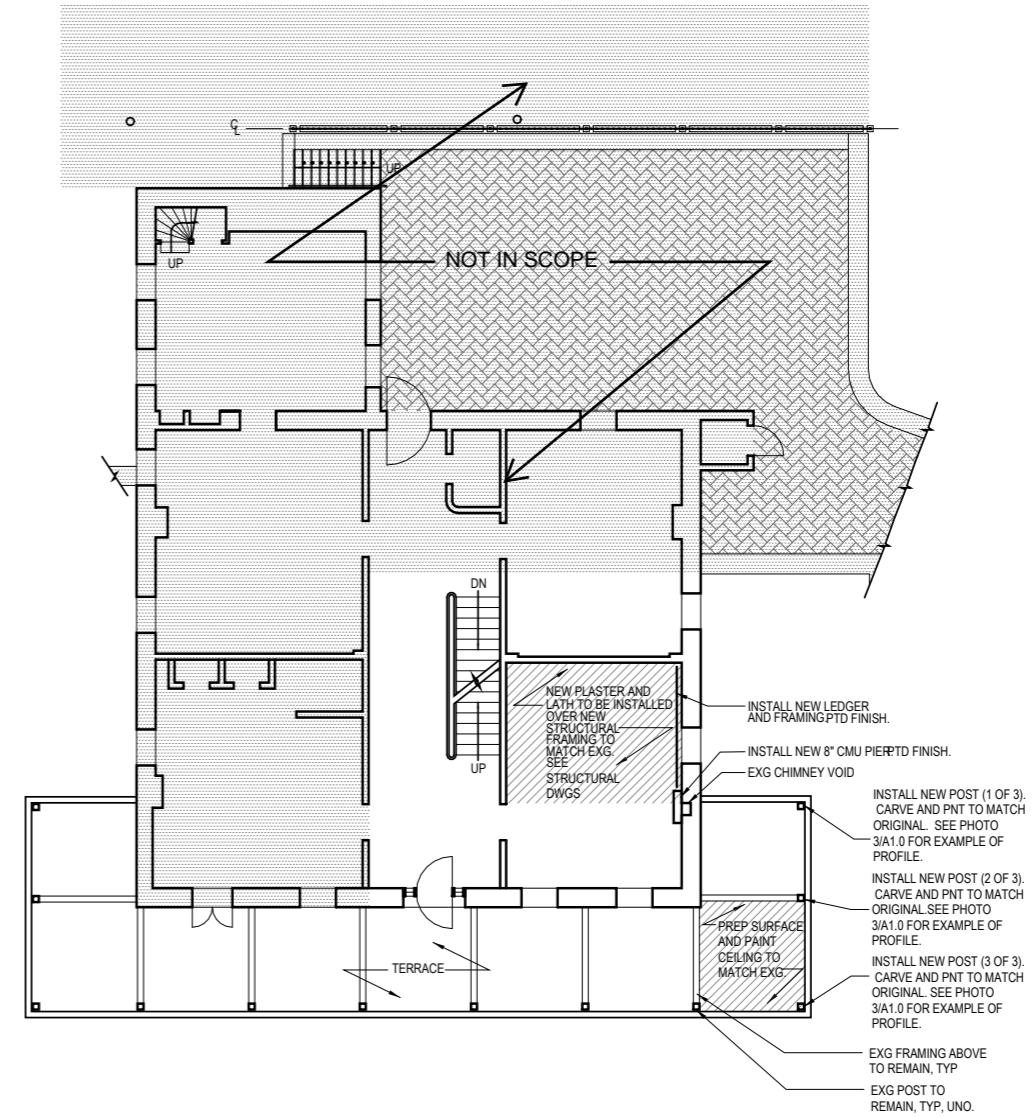 CL
UP
UP
NOT IN SCOPE
DN
UP
NEW PLASTER AND
LATH TO BE INSTALLED
OVER NEW
STRUCTURAL
FRAMING TO
MATCH EXG.
SEE
STRUCTURAL
DWGS
INSTALL NEW LEDGER
AND FRAMING.PTD FINISH.
INSTALL NEW 8" CMU PIER.PTD FINISH.
EXG CHIMNEY VOID
INSTALL NEW POST (1 OF 3).
CARVE AND PNT TO MATCH
ORIGINAL. SEE PHOTO
3/A1.0 FOR EXAMPLE OF
PROFILE.
INSTALL NEW POST (2 OF 3).
CARVE AND PNT TO MATCH
ORIGINAL.SEE PHOTO
3/A1.0 FOR EXAMPLE OF
PROFILE.
PREP SURFACE
AND PAINT
CEILING TO
MATCH EXG.
INSTALL NEW POST (3 OF 3).
CARVE AND PNT TO MATCH
ORIGINAL. SEE PHOTO
3/A1.0 FOR EXAMPLE OF
PROFILE.
TERRACE
EXG FRAMING ABOVE
TO REMAIN, TYP
EXG POST TO
REMAIN, TYP, UNO.